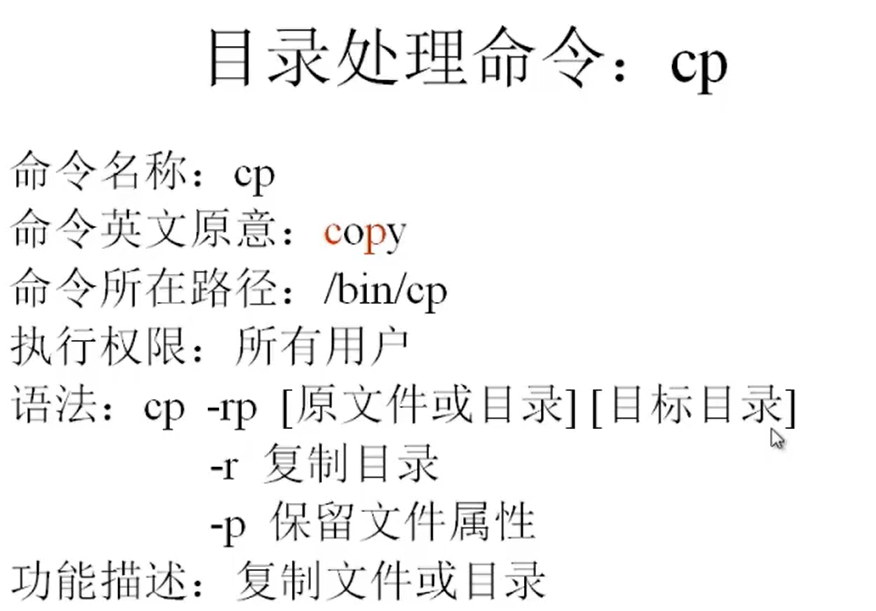 目录处理命令：cp
命令名称：cp
命令英文原意：copy
命令所在路径：/bin/cp
执行权限：所有用户
语法：cp -rp [原文件或目录] [目标目录]
-r 复制目录
-p 保留文件属性
功能描述：复制文件或目录